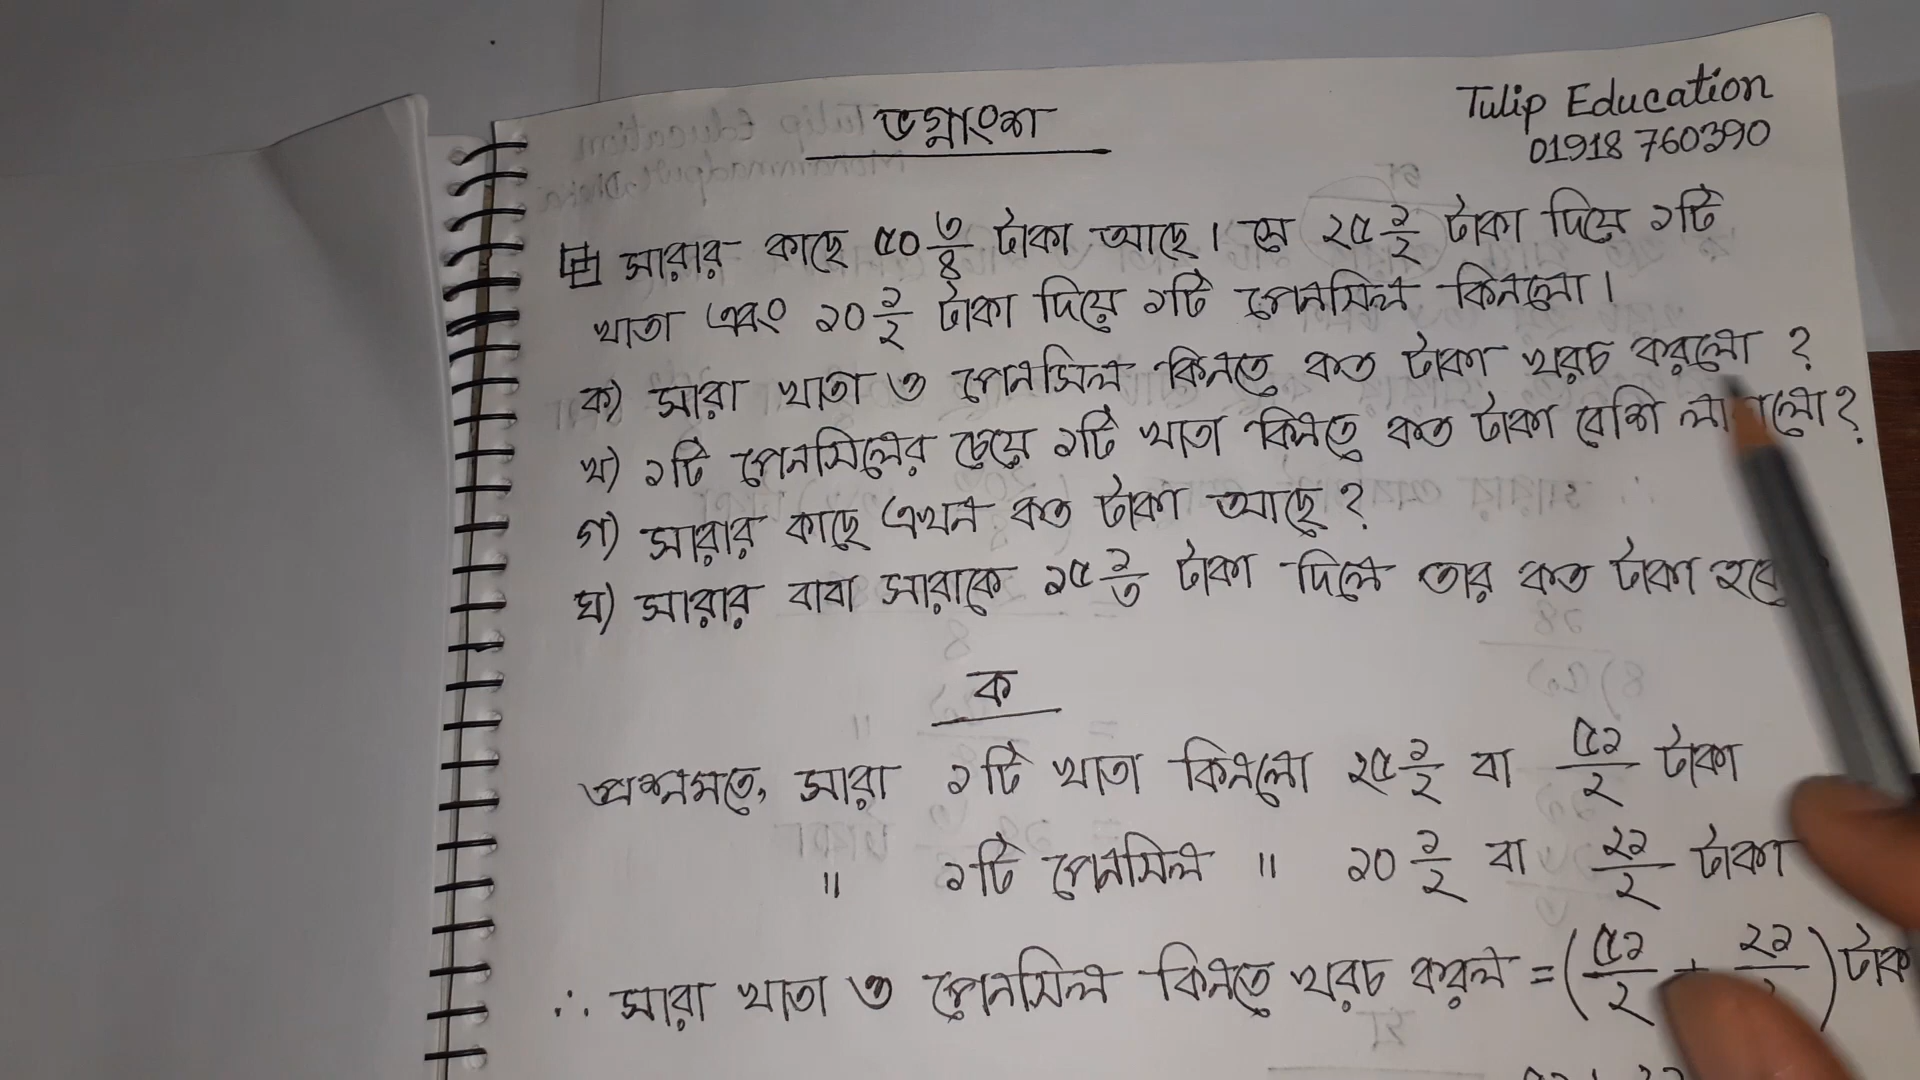 ভগ্নাংশ
Tulip Education
01918 760390
সারার কাছে ৫০ ৩/৪ টাকা আছে। সে ২৫ ১/২ টাকা দিয়ে ১টি
খাতা এবং ১০ ১/২ টাকা দিয়ে ১টি পেনসিল কিনলো।
ক) সারা খাতা ও পেনসিল কিনতে কত টাকা খরচ করলো ?
খ) ১টি পেনসিলের চেয়ে ১টি খাতা কিনতে কত টাকা বেশি
গ) সারার কাছে এখন কত টাকা আছে ?
ঘ) সারার বাবা সারাকে ১৫ ১/৩ টাকা দিলে তার কত টাকা হবে
ক
প্রশ্নমতে, সারা ১টি খাতা কিনলো ২৫ ১/২ বা ৫১/২ টাকা
" ১টি পেনসিল " ১০ ১/২ বা ২১/২ টাকা
∴ সারা খাতা ও পেনসিল কিনতে খরচ করল = (৫১/২ + ২১/২) টাকা